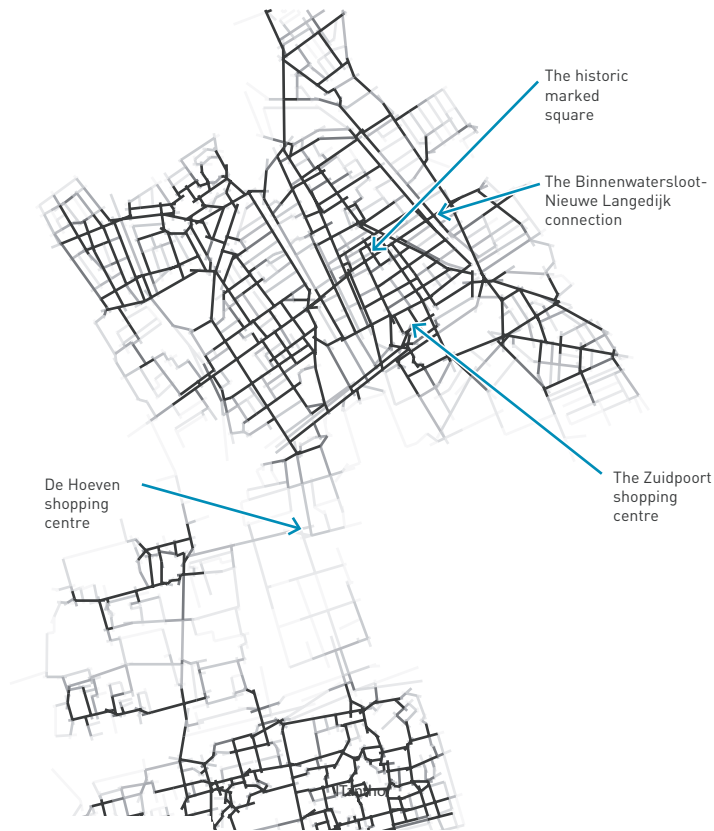 The historic
marked
square
The Binnenwatersloot-
Nieuwe Langedijk
connection
De Hoeven
shopping
centre
The Zuidpoort
shopping
centre